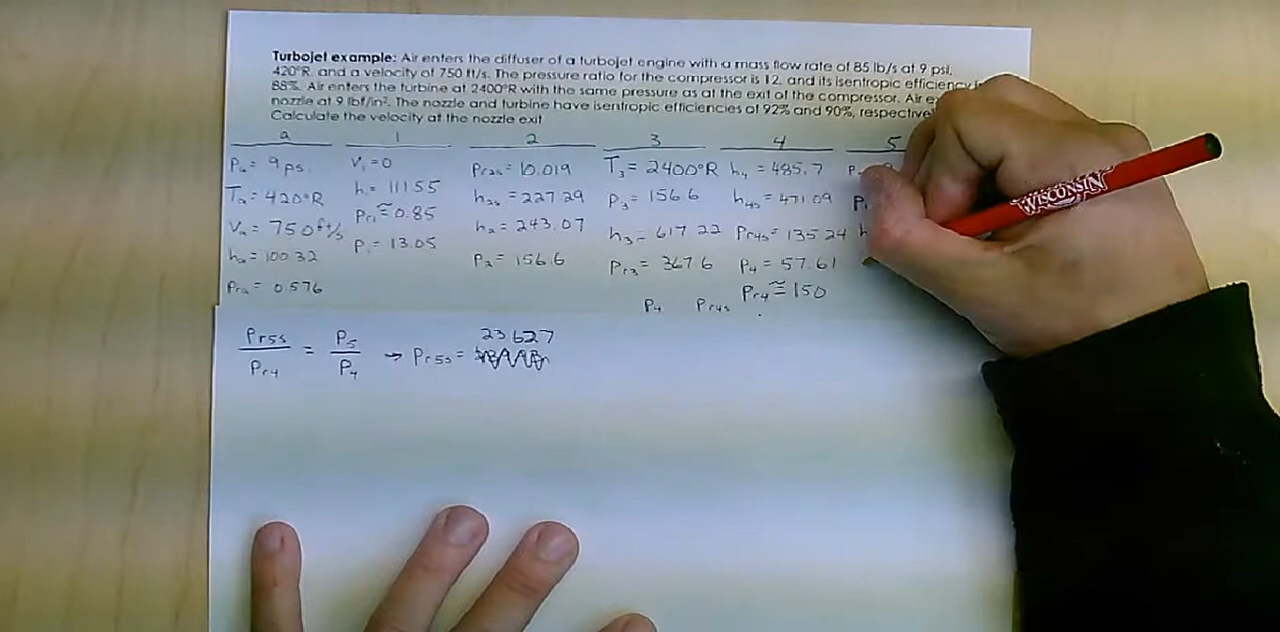 Turbojet example: Air enters the diffuser of a turbojet engine with a mass flow rate of 85 lb/s at 9 psi,
420°R, and a velocity of 750 ft/s. The pressure ratio for the compressor is 12, and its isentropic efficiency
88%. Air enters the turbine at 2400°R with the same pressure as at the exit of the compressor. Air
nozzle at 9 lbf/in². The nozzle and turbine have isentropic efficiencies of 92% and 90%,
Calculate the velocity at the nozzle exit
a 1 2 3 4 5
Pa = 9 psi V1 = 0 Pr2s = 10.019 T3 = 2400°R h4 = 485.7
Ta = 420°R h1 = 111.55 h2s = 227.29 P3 = 156.6 h4s = 471.09
Va = 750 ft/s Pr1 ≅ 0.85 h2 = 243.07 h3 = 617.22 Pr4s = 135.24 h
ha = 100.32 P1 = 13.05 P2 = 156.6 Pr3 = 367.6 P4 = 57.61
Pra = 0.576 P4 Pr4s Pr4 ≅ 150
Pr5s / Pr4 = P5 / P4 → Pr5s = 23.627
WISCONSIN